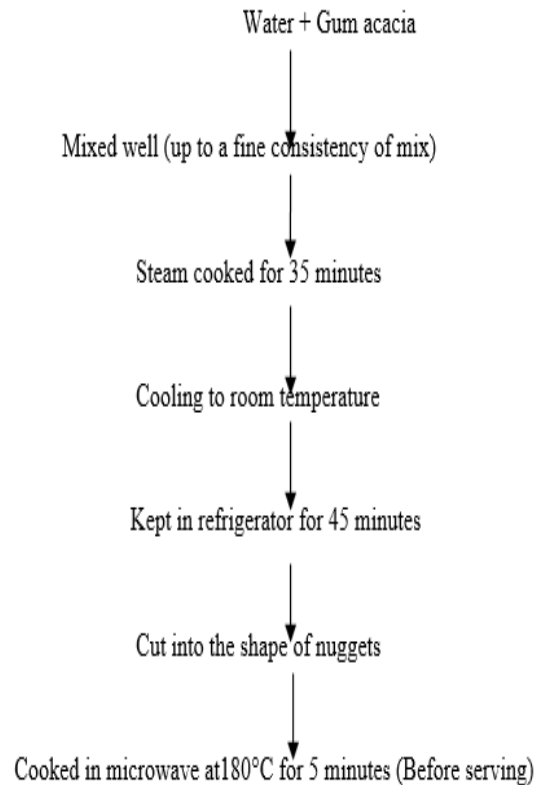 Water + Gum acacia
Mixed well (up to a fine consistency of mix)
Steam cooked for 35 minutes
Cooling to room temperature
Kept in refrigerator for 45 minutes
Cut into the shape of nuggets
Cooked in microwave at180°C for 5 minutes (Before serving)